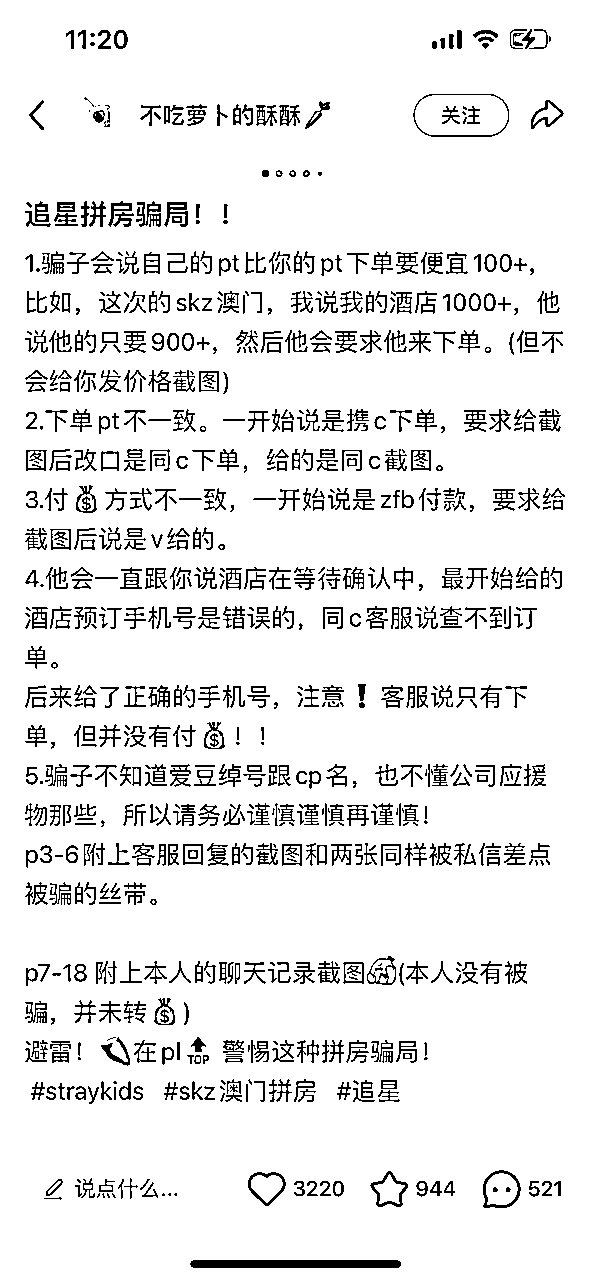 11:20
不吃萝卜的酥酥
关注
追星拼房骗局！！
1.骗子会说自己的pt比你的pt下单要便宜100+，
比如，这次的skz澳门，我说我的酒店1000+，他
说他的只要900+，然后他会要求他来下单。(但不
会给你发价格截图)
2.下单pt不一致。一开始说是携c下单，要求给截
图后改口是同c下单，给的是同c截图。
3.付💰方式不一致，一开始说是zfb付款，要求给
截图后说是v给的。
4.他会一直跟你说酒店在等待确认中，最开始给的
酒店预订手机号是错误的，同c客服说查不到订
单。
后来给了正确的手机号，注意❗客服说只有下
单，但并没有付💰！！
5.骗子不知道爱豆绰号跟cp名，也不懂公司应援
物那些，所以请务必谨慎谨慎再谨慎！
p3-6附上客服回复的截图和两张同样被私信差点
被骗的丝带。
p7-18 附上本人的聊天记录截图(本人没有被
骗，并未转💰)
避雷！在pl🔝 警惕这种拼房骗局！
#straykids #skz澳门拼房 #追星
说点什么...
3220
944
521